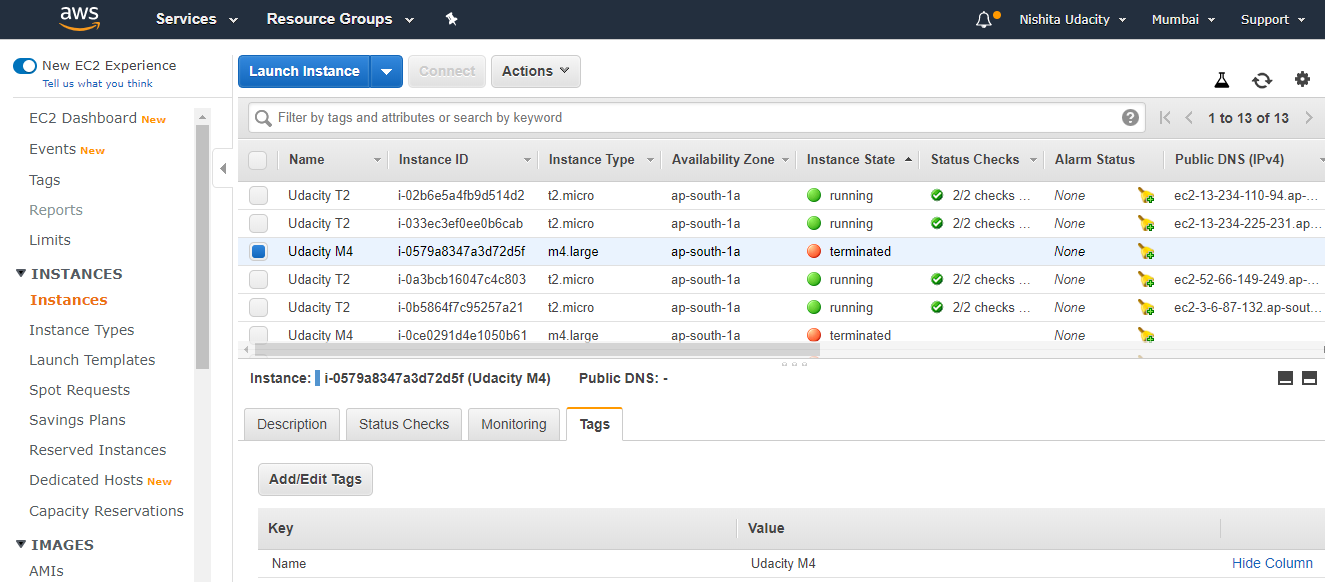 aws Services Resource Groups Nishita Udacity Mumbai Support
New EC2 Experience
Tell us what you think
EC2 Dashboard New
Events New
Tags
Reports
Limits
INSTANCES
Instances
Instance Types
Launch Templates
Spot Requests
Savings Plans
Reserved Instances
Dedicated Hosts New
Capacity Reservations
IMAGES
AMIs
Launch Instance Connect Actions
Filter by tags and attributes or search by keyword ? 1 to 13 of 13
Name Instance ID Instance Type Availability Zone Instance State Status Checks Alarm Status Public DNS (IPv4)
Udacity T2 i-02b6e5a4fb9d514d2 t2.micro ap-south-1a running 2/2 checks ... None ec2-13-234-110-94.ap-...
Udacity T2 i-033ec3ef0ee0b6cab t2.micro ap-south-1a running 2/2 checks ... None ec2-13-234-225-231.ap...
Udacity M4 i-0579a8347a3d72d5f m4.large ap-south-1a terminated None
Udacity T2 i-0a3bcb16047c4c803 t2.micro ap-south-1a running 2/2 checks ... None ec2-52-66-149-249.ap-...
Udacity T2 i-0b5864f7c95257a21 t2.micro ap-south-1a running 2/2 checks ... None ec2-3-6-87-132.ap-sout...
Udacity M4 i-0ce0291d4e1050b61 m4.large ap-south-1a terminated None
Instance: i-0579a8347a3d72d5f (Udacity M4) Public DNS: -
Description Status Checks Monitoring Tags
Add/Edit Tags
Key Value
Name Udacity M4 Hide Column